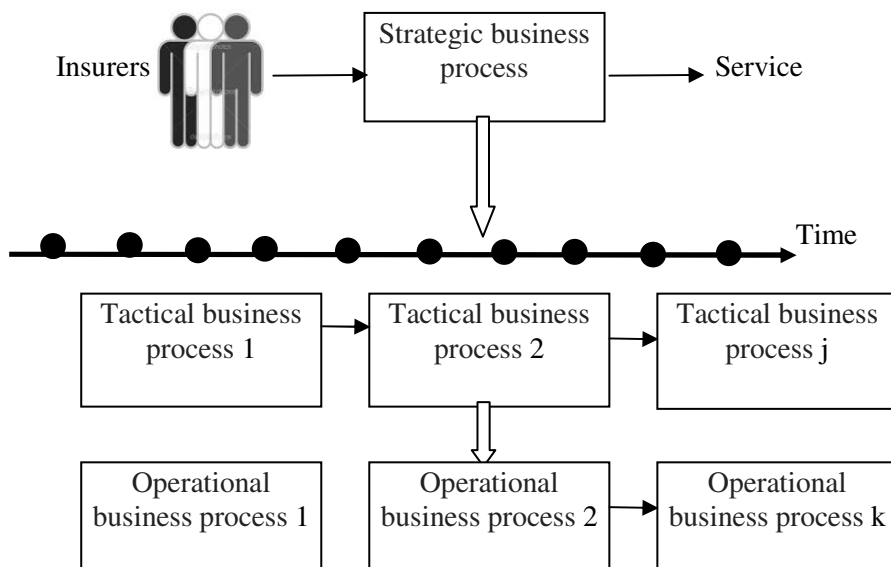 Insurers
Strategic business
process
Service
Time
Tactical business
process 1
Tactical business
process 2
Tactical business
process j
Operational
business process 1
Operational
business process 2
Operational
business process k